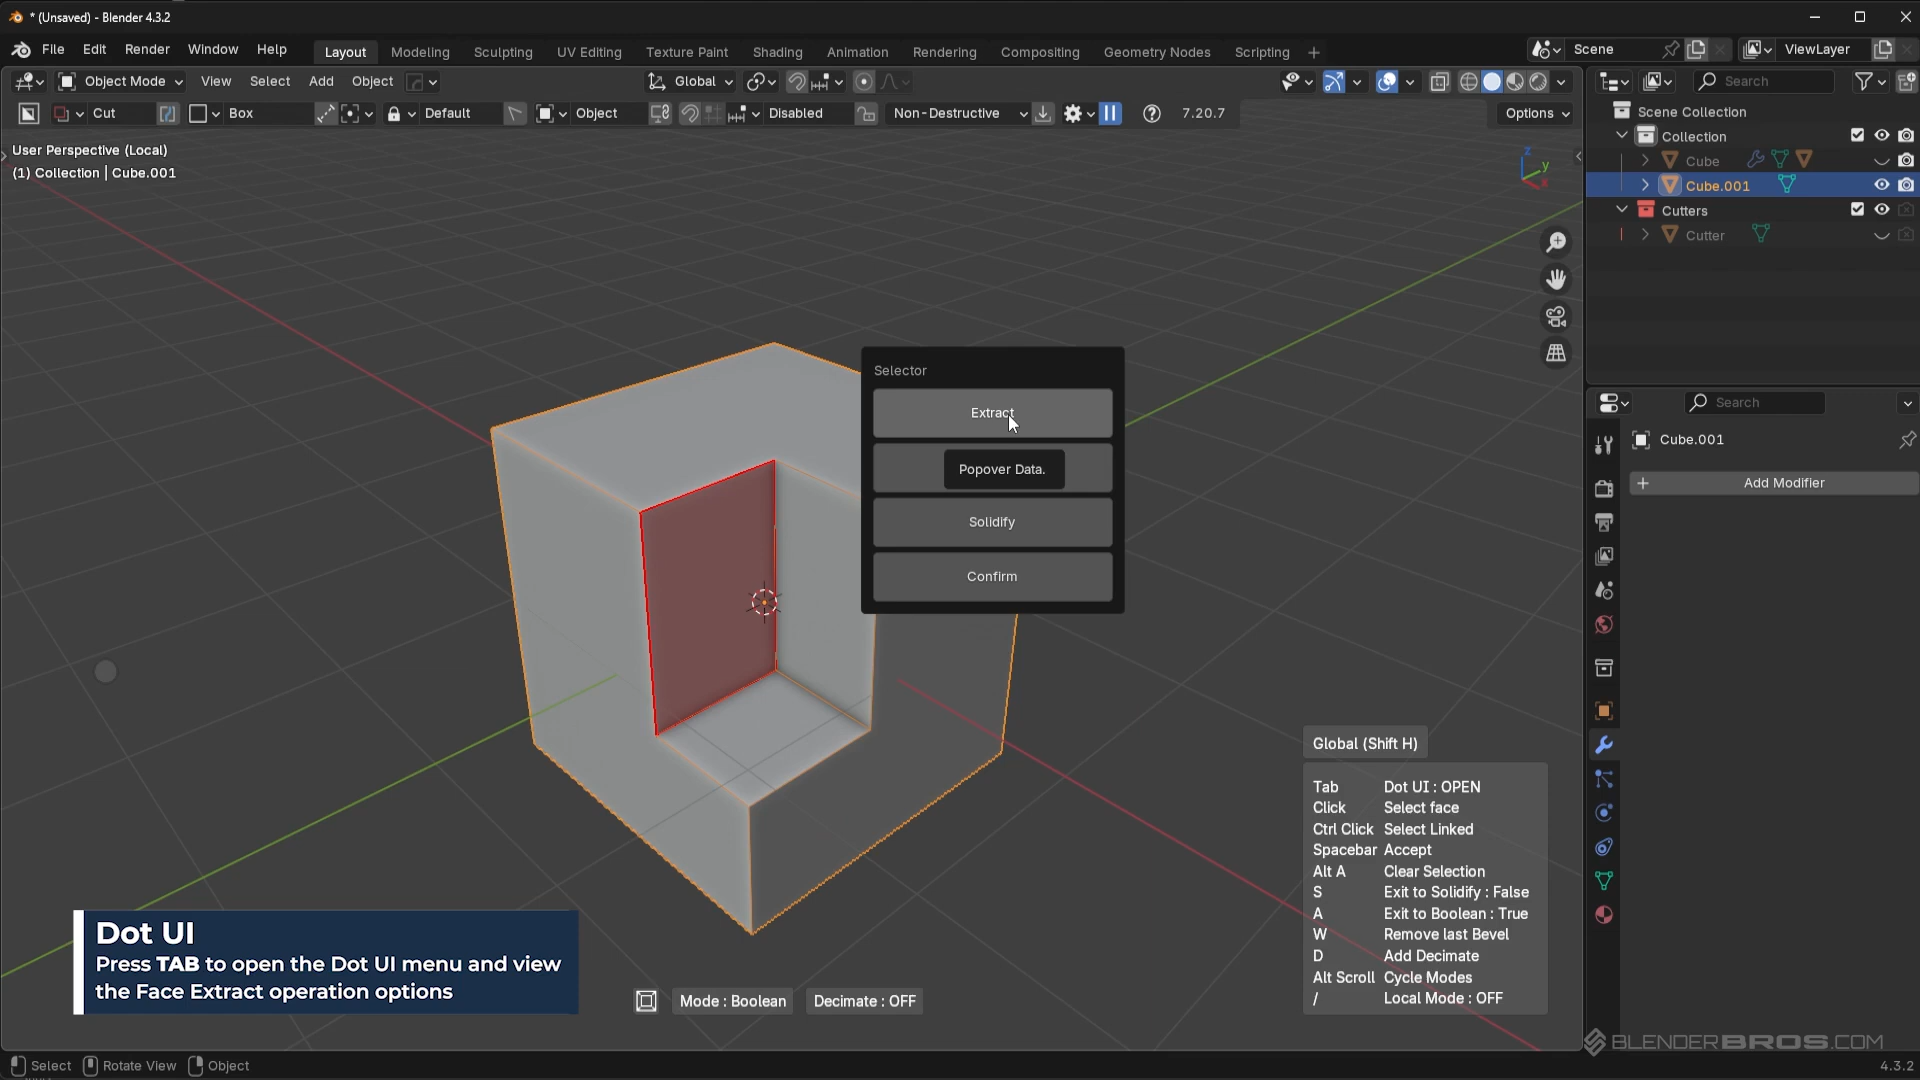 * (Unsaved) - Blender 4.3.2
File Edit Render Window Help
Layout Modeling Sculpting UV Editing Texture Paint Shading Animation Rendering Compositing Geometry Nodes Scripting +
Scene
ViewLayer
Object Mode View Select Add Object
Global
Search
Cut Box Default Object Disabled Non-Destructive 7.20.7
Options
User Perspective (Local)
(1) Collection | Cube.001
Z
Y
X
Scene Collection
Collection
Cube
Cube.001
Cutters
Cutter
Search
Cube.001
+ Add Modifier
Selector
Extract
Popover Data.
Solidify
Confirm
Global (Shift H)
Tab Dot UI : OPEN
Click Select face
Ctrl Click Select Linked
Spacebar Accept
Alt A Clear Selection
S Exit to Solidify : False
A Exit to Boolean : True
W Remove last Bevel
D Add Decimate
Alt Scroll Cycle Modes
/ Local Mode : OFF
Dot UI
Press TAB to open the Dot UI menu and view
the Face Extract operation options
Mode : Boolean Decimate : OFF
BLENDERBROS.COM
Select Rotate View Object
4.3.2